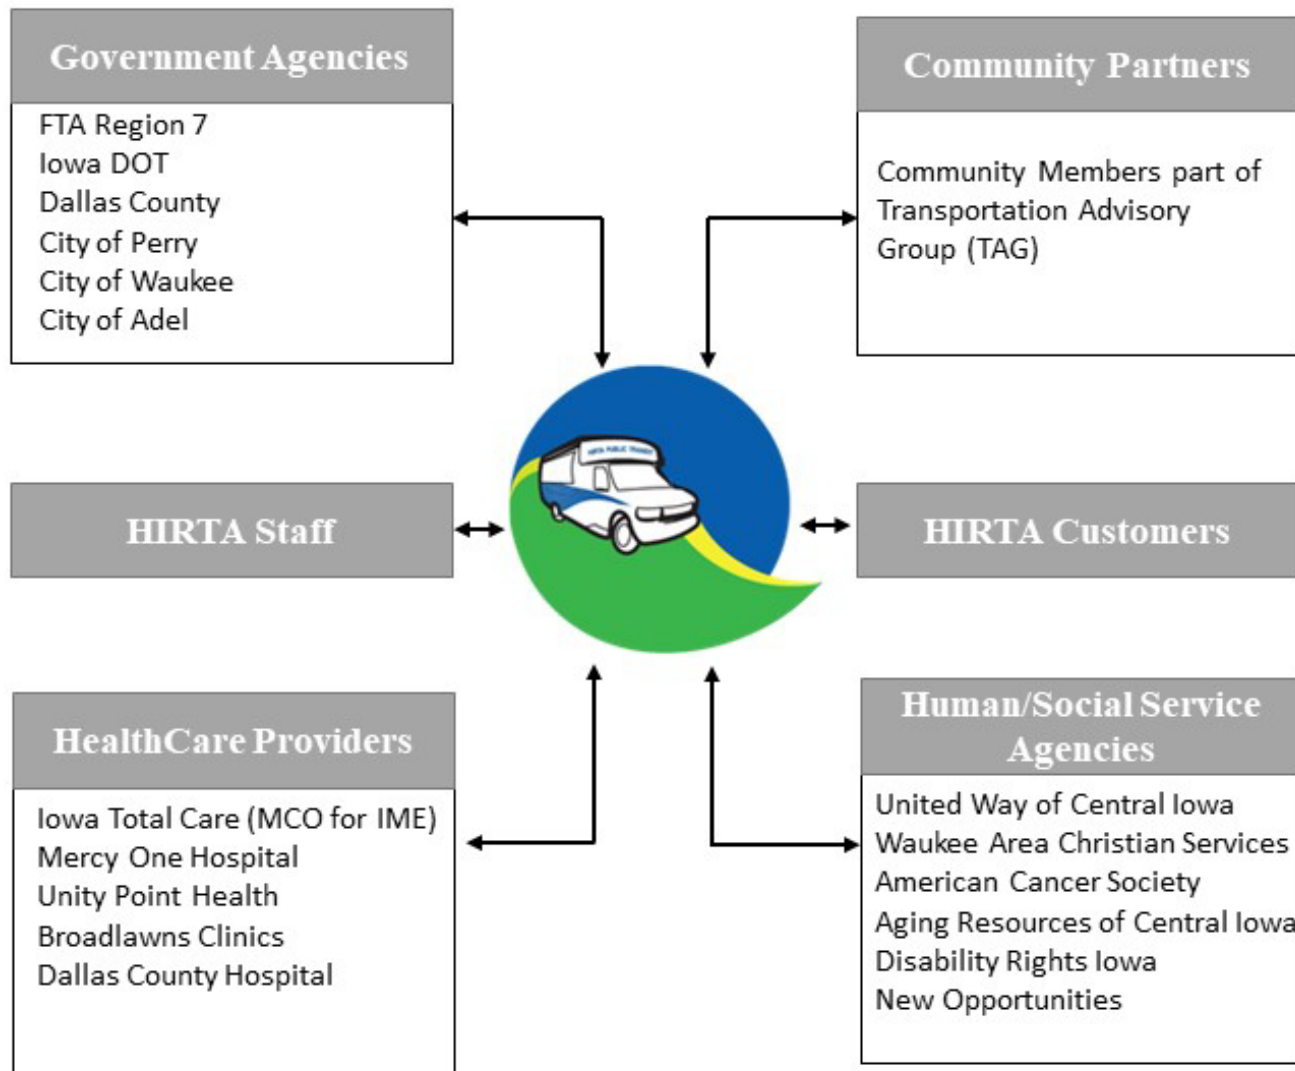 Government Agencies
FTA Region 7
Iowa DOT
Dallas County
City of Perry
City of Waukee
City of Adel
Community Partners
Community Members part of
Transportation Advisory
Group (TAG)
HIRTA PUBLIC TRANSIT
HIRTA Staff
HIRTA Customers
HealthCare Providers
Iowa Total Care (MCO for IME)
Mercy One Hospital
Unity Point Health
Broadlawns Clinics
Dallas County Hospital
Human/Social Service
Agencies
United Way of Central Iowa
Waukee Area Christian Services
American Cancer Society
Aging Resources of Central Iowa
Disability Rights Iowa
New Opportunities